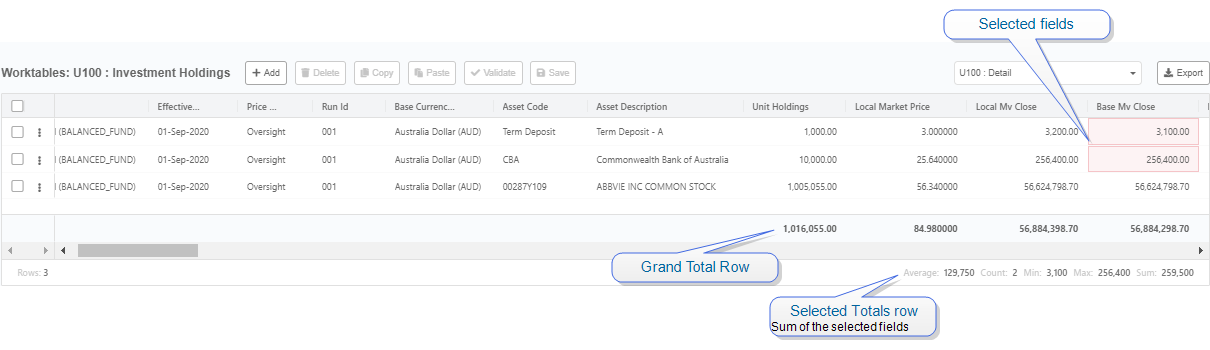 Selected fields
Worktables: U100 : Investment Holdings + Add Delete Copy Paste Validate Save U100 : Detail Export
Effective... Price ... Run Id Base Currenc... Asset Code Asset Description Unit Holdings Local Market Price Local Mv Close Base Mv Close
(BALANCED_FUND) 01-Sep-2020 Oversight 001 Australia Dollar (AUD) Term Deposit Term Deposit - A 1,000.00 3.000000 3,200.00 3,100.00
(BALANCED_FUND) 01-Sep-2020 Oversight 001 Australia Dollar (AUD) CBA Commonwealth Bank of Australia 10,000.00 25.640000 256,400.00 256,400.00
(BALANCED_FUND) 01-Sep-2020 Oversight 001 Australia Dollar (AUD) 00287Y109 ABBVIE INC COMMON STOCK 1,005,055.00 56.340000 56,624,798.70 56,624,798.70
1,016,055.00 84.980000 56,884,398.70 56,884,298.70
Grand Total Row
Rows: 3 Average: 129,750 Count: 2 Min: 3,100 Max: 256,400 Sum: 259,500
Selected Totals row
Sum of the selected fields